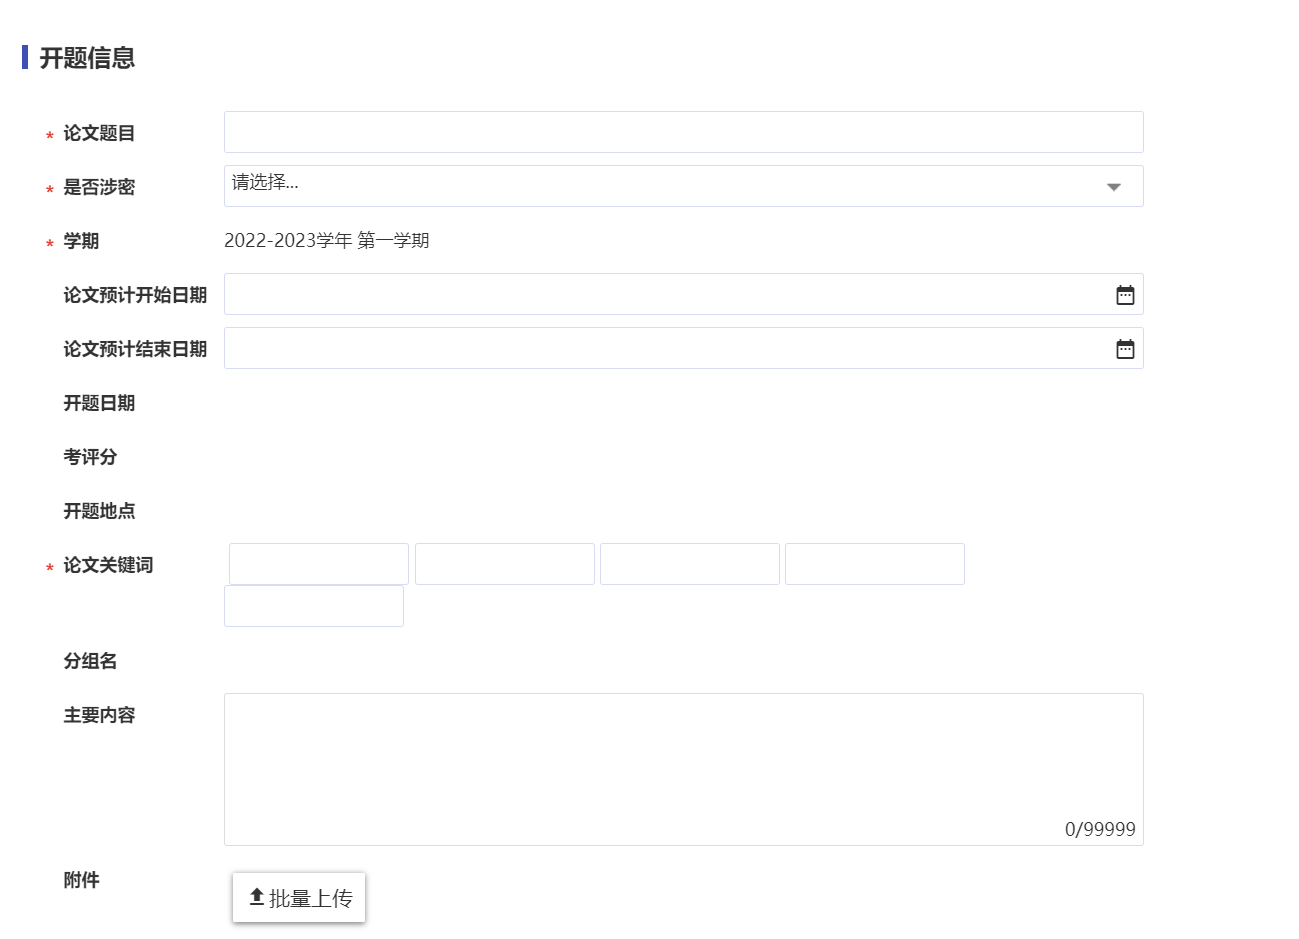 开题信息
* 论文题目
* 是否涉密 请选择...
* 学期 2022-2023学年 第一学期
论文预计开始日期
论文预计结束日期
开题日期
考评分
开题地点
* 论文关键词
分组名
主要内容
0/99999
附件 批量上传